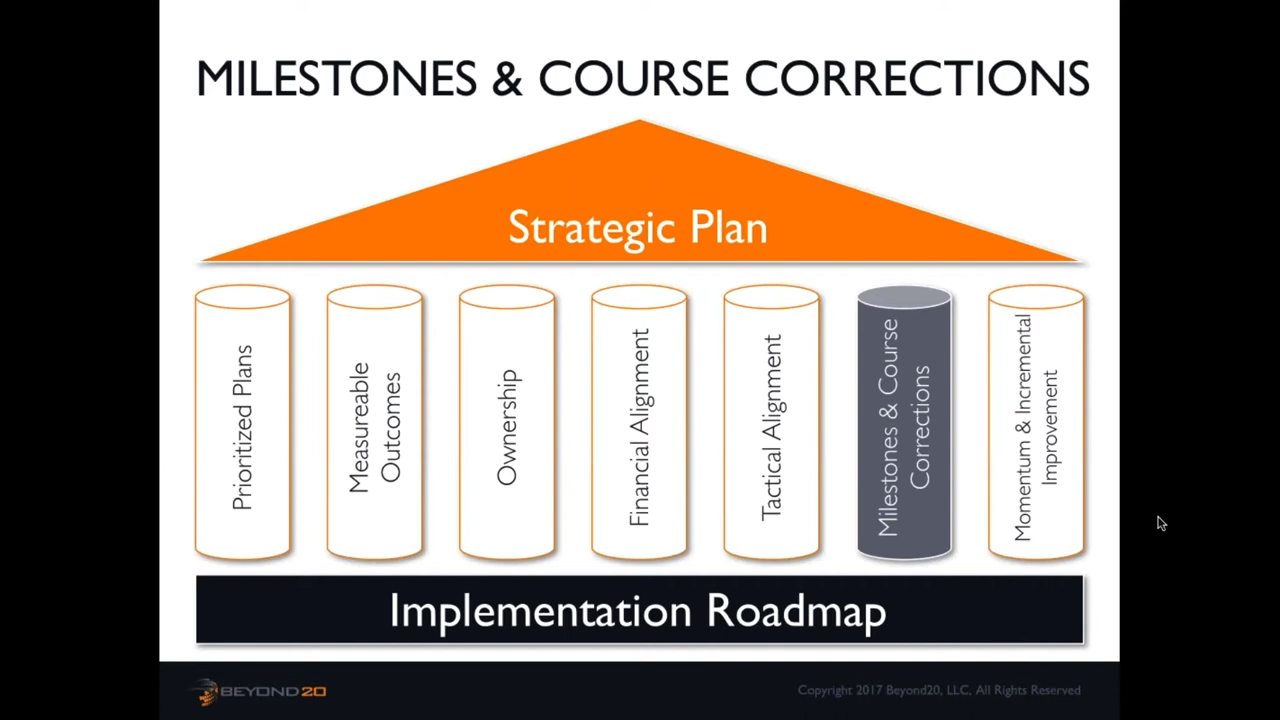 MILESTONES & COURSE CORRECTIONS
Strategic Plan
Prioritized Plans
Measureable
Outcomes
Ownership
Financial Alignment
Tactical Alignment
Milestones & Course
Corrections
Momentum & Incremental
Improvement
Implementation Roadmap
BEYOND20
Copyright 2017 Beyond20, LLC, All Rights Reserved